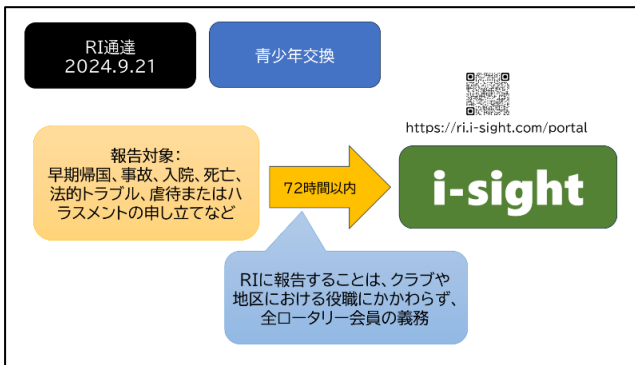 RI通達
2024.9.21
青少年交換
https://ri.i-sight.com/portal
報告対象：
早期帰国、事故、入院、死亡、
法的トラブル、虐待またはハ
ラスメントの申し立てなど
72時間以内
i-sight
RIに報告することは、クラブや
地区における役職にかかわらず、
全ロータリー会員の義務